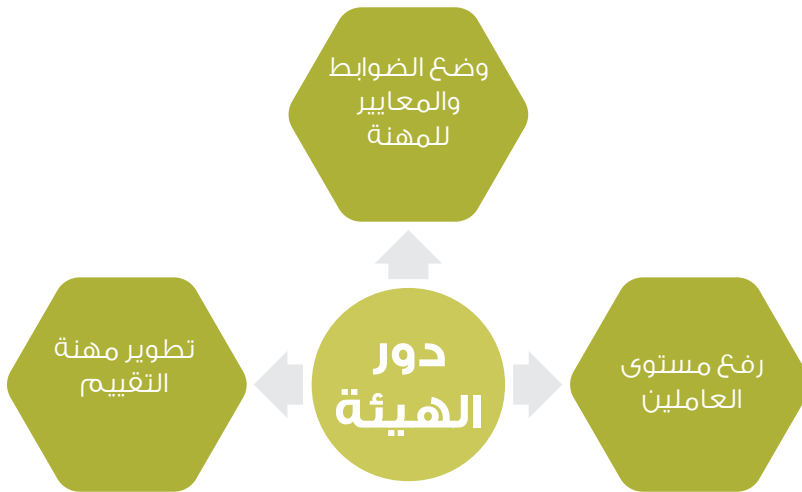 وضع الضوابط
والمعايير
للمهنة
رفع مستوى
العاملين
دور
الهيئة
تطوير مهنة
التقييم